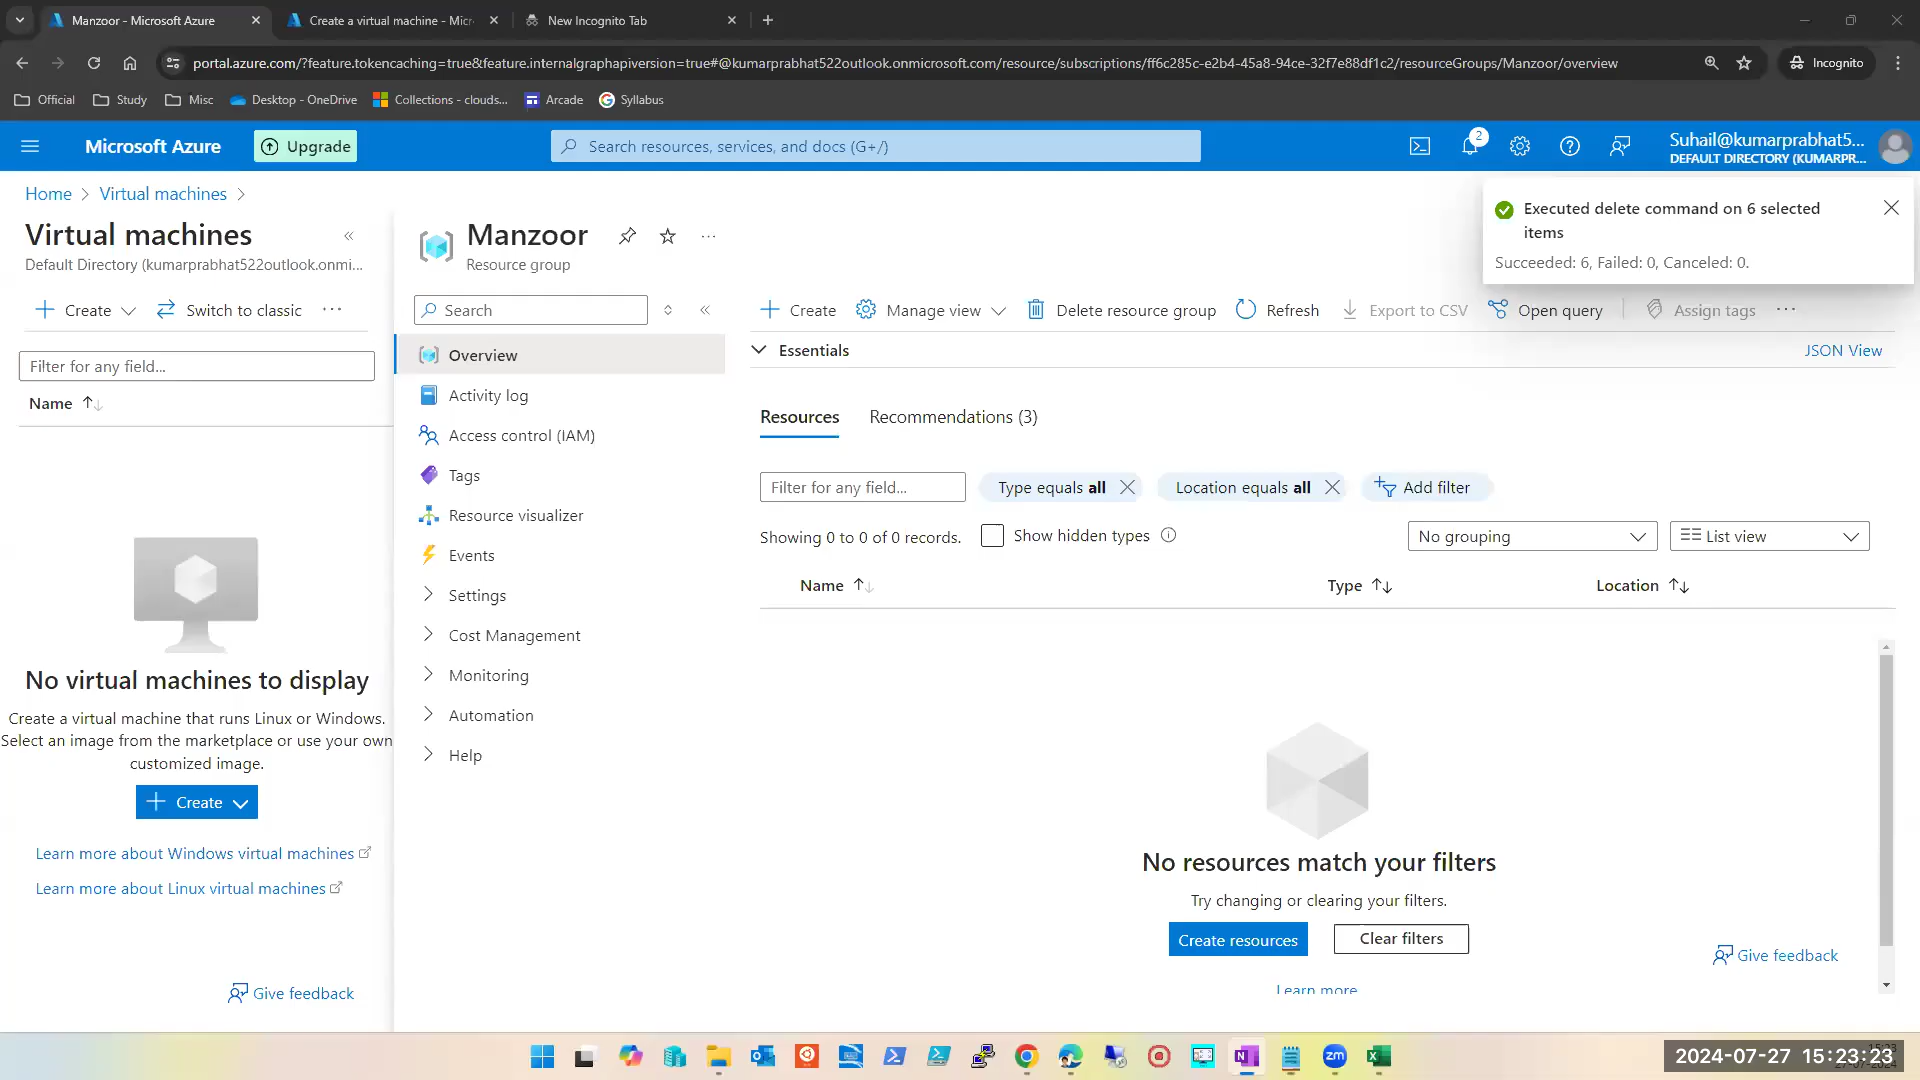 Manzoor - Microsoft Azure
Create a virtual machine - Micr
New Incognito Tab
portal.azure.com/?feature.tokencaching=true&feature.internalgraphapiversion=true#@kumarprabhat522outlook.onmicrosoft.com/resource/subscriptions/ff6c285c-e2b4-45a8-94ce-32f7e88df1c2/resourceGroups/Manzoor/overview
Incognito
Official
Study
Misc
Desktop - OneDrive
Collections - clouds...
Arcade
Syllabus
Microsoft Azure
Upgrade
Search resources, services, and docs (G+/)
2
Suhail@kumarprabhat5...
DEFAULT DIRECTORY (KUMARPR...
Home > Virtual machines >
Virtual machines
Default Directory (kumarprabhat522outlook.onmi...
Create
Switch to classic
Filter for any field...
Name
No virtual machines to display
Create a virtual machine that runs Linux or Windows.
Select an image from the marketplace or use your own
customized image.
Create
Learn more about Windows virtual machines
Learn more about Linux virtual machines
Give feedback
Manzoor
Resource group
Search
Overview
Activity log
Access control (IAM)
Tags
Resource visualizer
Events
Settings
Cost Management
Monitoring
Automation
Help
Executed delete command on 6 selected
items
Succeeded: 6, Failed: 0, Canceled: 0.
Create
Manage view
Delete resource group
Refresh
Export to CSV
Open query
Assign tags
Essentials
JSON View
Resources
Recommendations (3)
Filter for any field...
Type equals all
Location equals all
Add filter
Showing 0 to 0 of 0 records.
Show hidden types
No grouping
List view
Name
Type
Location
No resources match your filters
Try changing or clearing your filters.
Create resources
Clear filters
Learn more
Give feedback
zm
2024-07-27 15:23:23